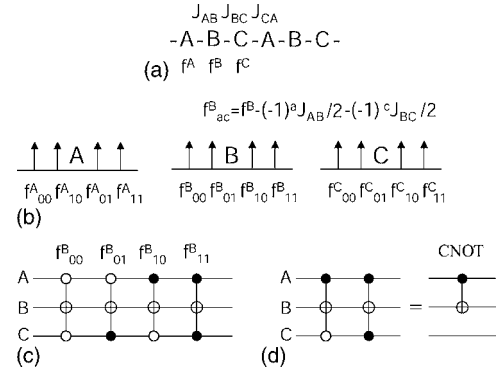 J_AB J_BC J_CA
-A-B-C-A-B-C-
(a) f^A f^B f^C
f^B_ac=f^B-(-1)^a J_AB/2-(-1)^c J_BC/2
A B C
f^A_00 f^A_10 f^A_01 f^A_11 f^B_00 f^B_01 f^B_10 f^B_11 f^C_00 f^C_01 f^C_10 f^C_11
(b)
f^B_00 f^B_01 f^B_10 f^B_11 CNOT
A A
B B =
C C
(c) (d)